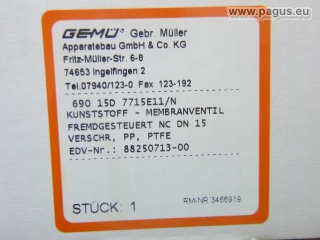 © www.pagus.eu
GEMÜ® Gebr. Müller
Apparatebau GmbH & Co. KG
Fritz-Müller-Str. 6-8
74653 Ingelfingen 2
Tel.07940/123-0 Fax 123-192
690 15D 7715E11/N
KUNSTSTOFF - MEMBRANVENTIL
FREMDGESTEUERT NC DN 15
VERSCHR, PP, PTFE
EDV-Nr.: 88250713-00
STÜCK: 1
RM-NR 3466919